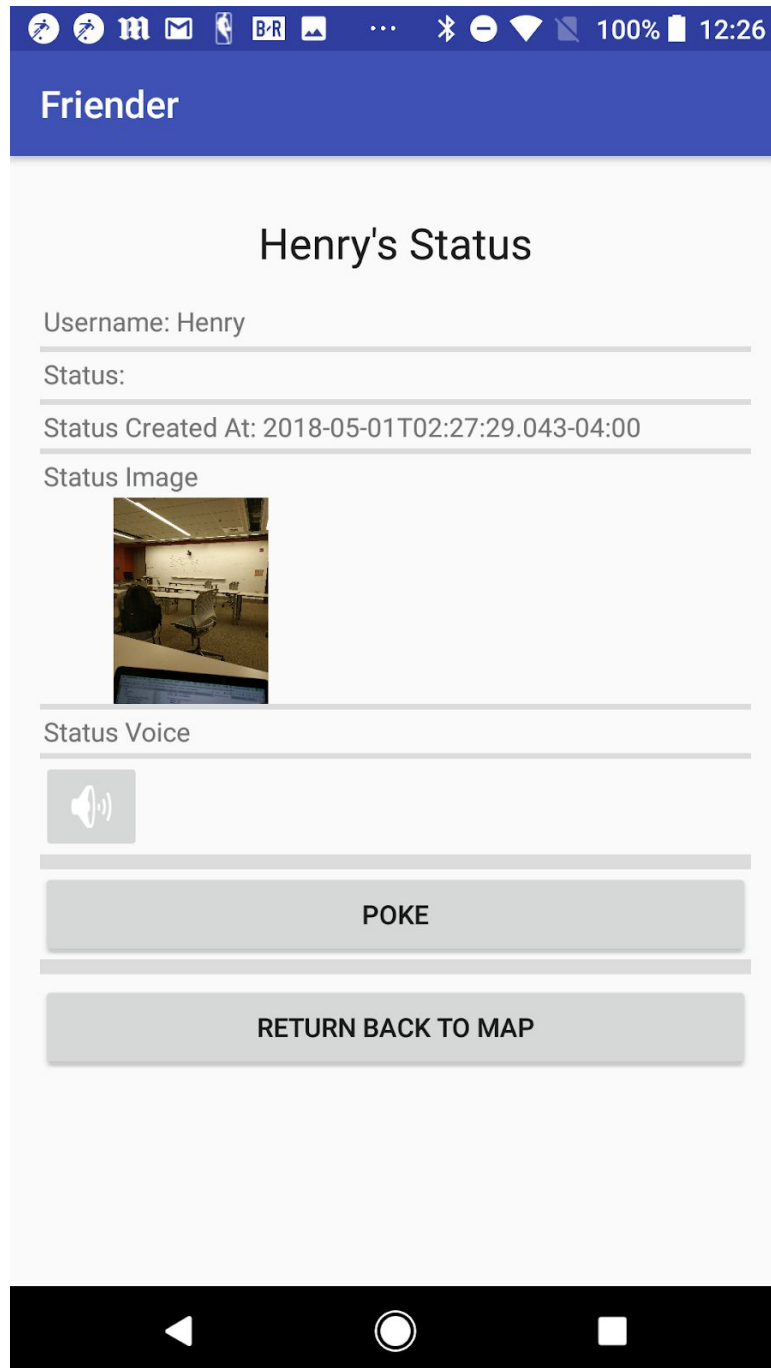 B/R
100% 12:26
Friender
Henry's Status
Username: Henry
Status:
Status Created At: 2018-05-01T02:27:29.043-04:00
Status Image
Status Voice
POKE
RETURN BACK TO MAP